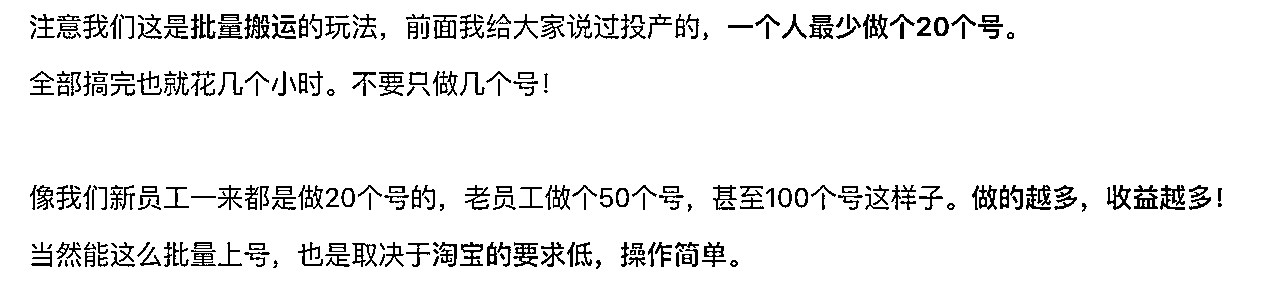 注意我们这是批量搬运的玩法，前面我给大家说过投产的，一个人最少做个20个号。
全部搞完也就花几个小时。不要只做几个号！
像我们新员工一来都是做20个号的，老员工做个50个号，甚至100个号这样子。做的越多，收益越多！
当然能这么批量上号，也是取决于淘宝的要求低，操作简单。